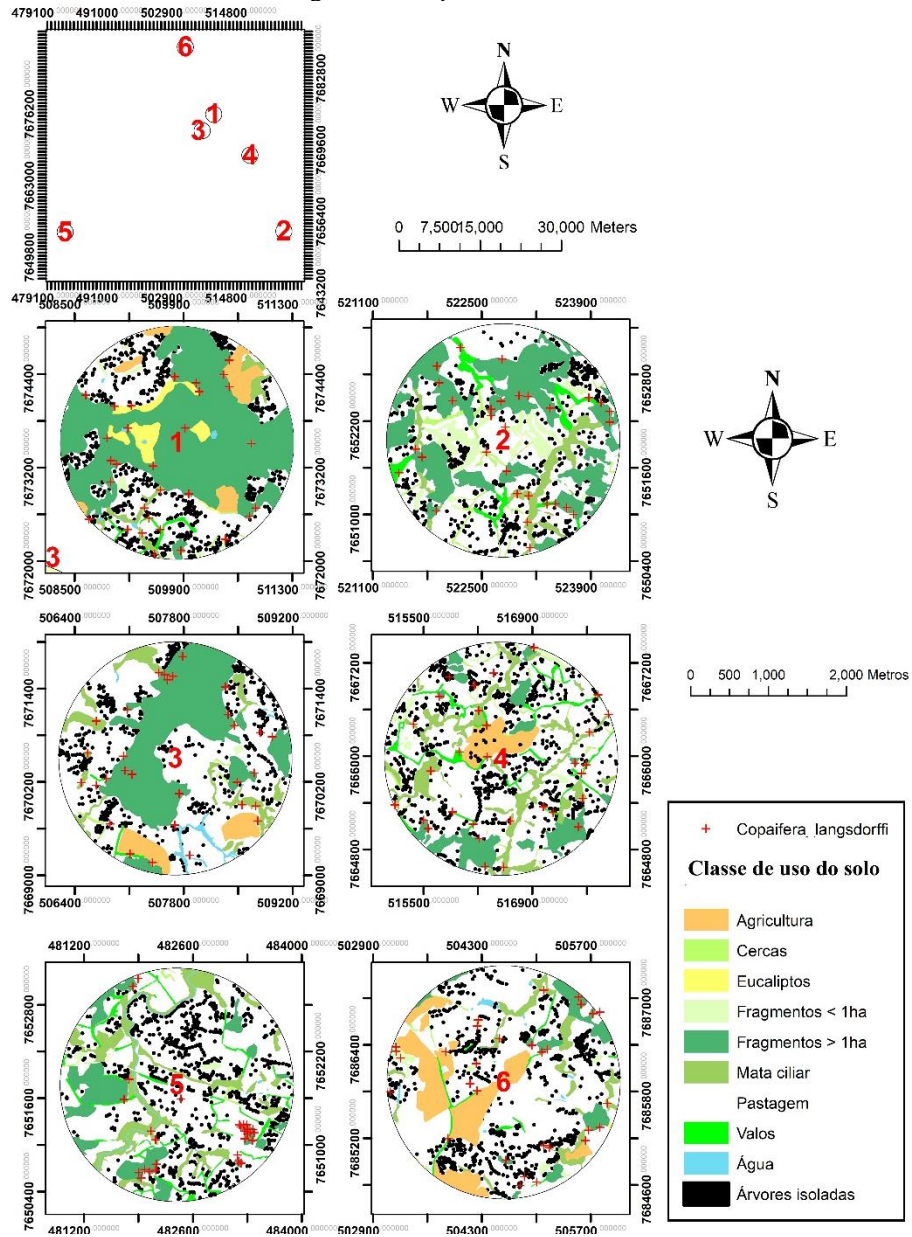 479100 491000 502900 514800
6
1
3
4
5
2
7676200
7663000
7649800
7682800
7669600
7656400
7643200
479100 491000 502900 514800
N
W E
S
0 7,500 15,000 30,000 Meters
508500 509900 511300
7674400
7673200
7672000
1
3
508500 509900 511300
521100 522500 523900
7652200
7651000
2
7652800
7651600
7650400
521100 522500 523900
N
W E
S
506400 507800 509200
7671400
7670200
7669000
3
506400 507800 509200
515500 516900
7667200
7666000
7664800
4
515500 516900
0 500 1,000 2,000 Metros
481200 482600 484000
7652800
7651600
7650400
5
7652200
7651000
481200 482600 484000
502900 504300 505700
7686400
7685200
6
7687000
7685800
7684600
502900 504300 505700
Copaifera_langsdorffi
Classe de uso do solo
Agricultura
Cercas
Eucaliptos
Fragmentos < 1ha
Fragmentos > 1ha
Mata ciliar
Pastagem
Valos
Água
Árvores isoladas